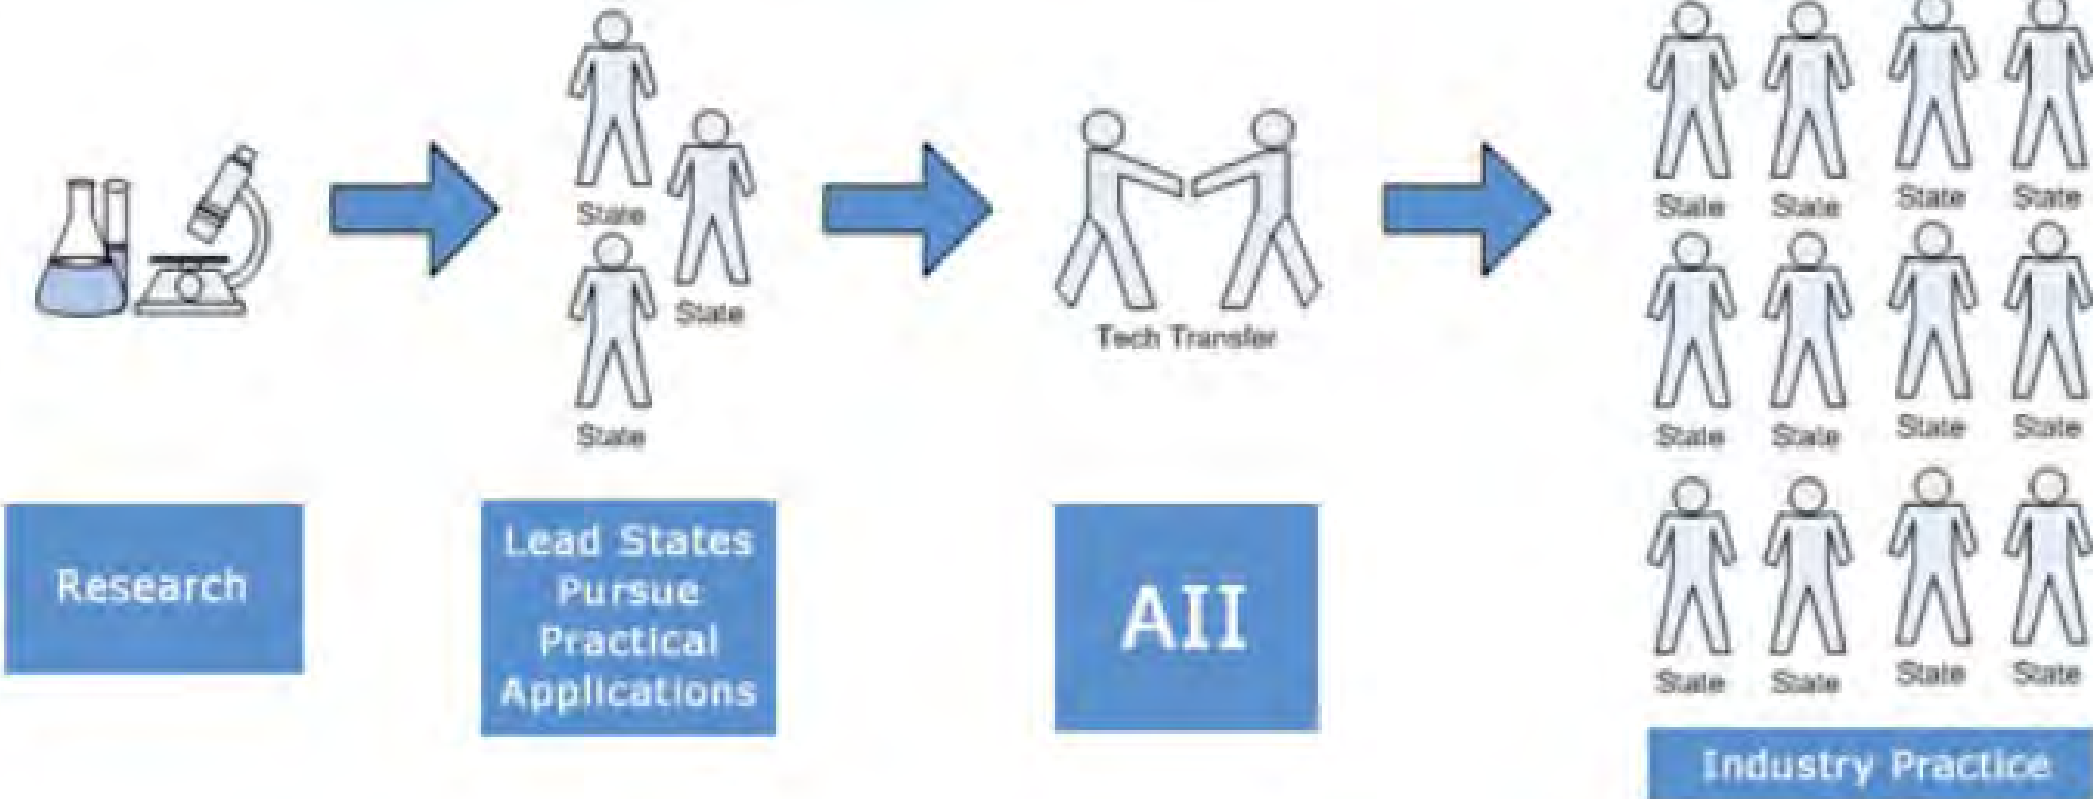 State
State
State
Tech Transfer
State State State State
State State State State
State State State State
Research
Lead States
Pursue
Practical
Applications
AII
Industry Practice